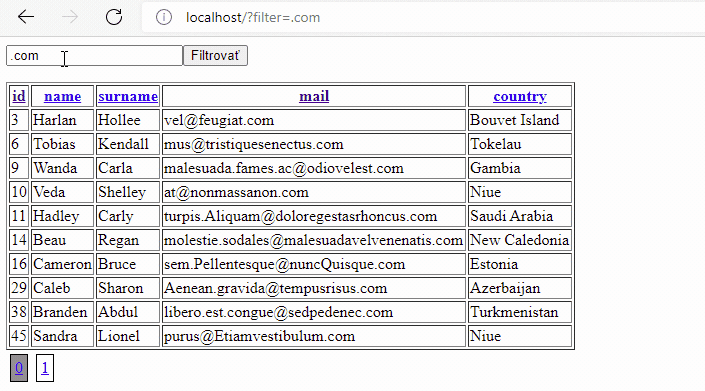 localhost/?filter=.com
.com Filtrovať
id name surname mail country
3 Harlan Hollee vel@feugiat.com Bouvet Island
6 Tobias Kendall mus@tristiquesenectus.com Tokelau
9 Wanda Carla malesuada.fames.ac@odiovelest.com Gambia
10 Veda Shelley at@nonmassanon.com Niue
11 Hadley Carly turpis.Aliquam@doloregestasrhoncus.com Saudi Arabia
14 Beau Regan molestie.sodales@malesuadavelvenenatis.com New Caledonia
16 Cameron Bruce sem.Pellentesque@nuncQuisque.com Estonia
29 Caleb Sharon Aenean.gravida@tempusrisus.com Azerbaijan
38 Branden Abdul libero.est.congue@sedpedenec.com Turkmenistan
45 Sandra Lionel purus@Etiamvestibulum.com Niue
0 1